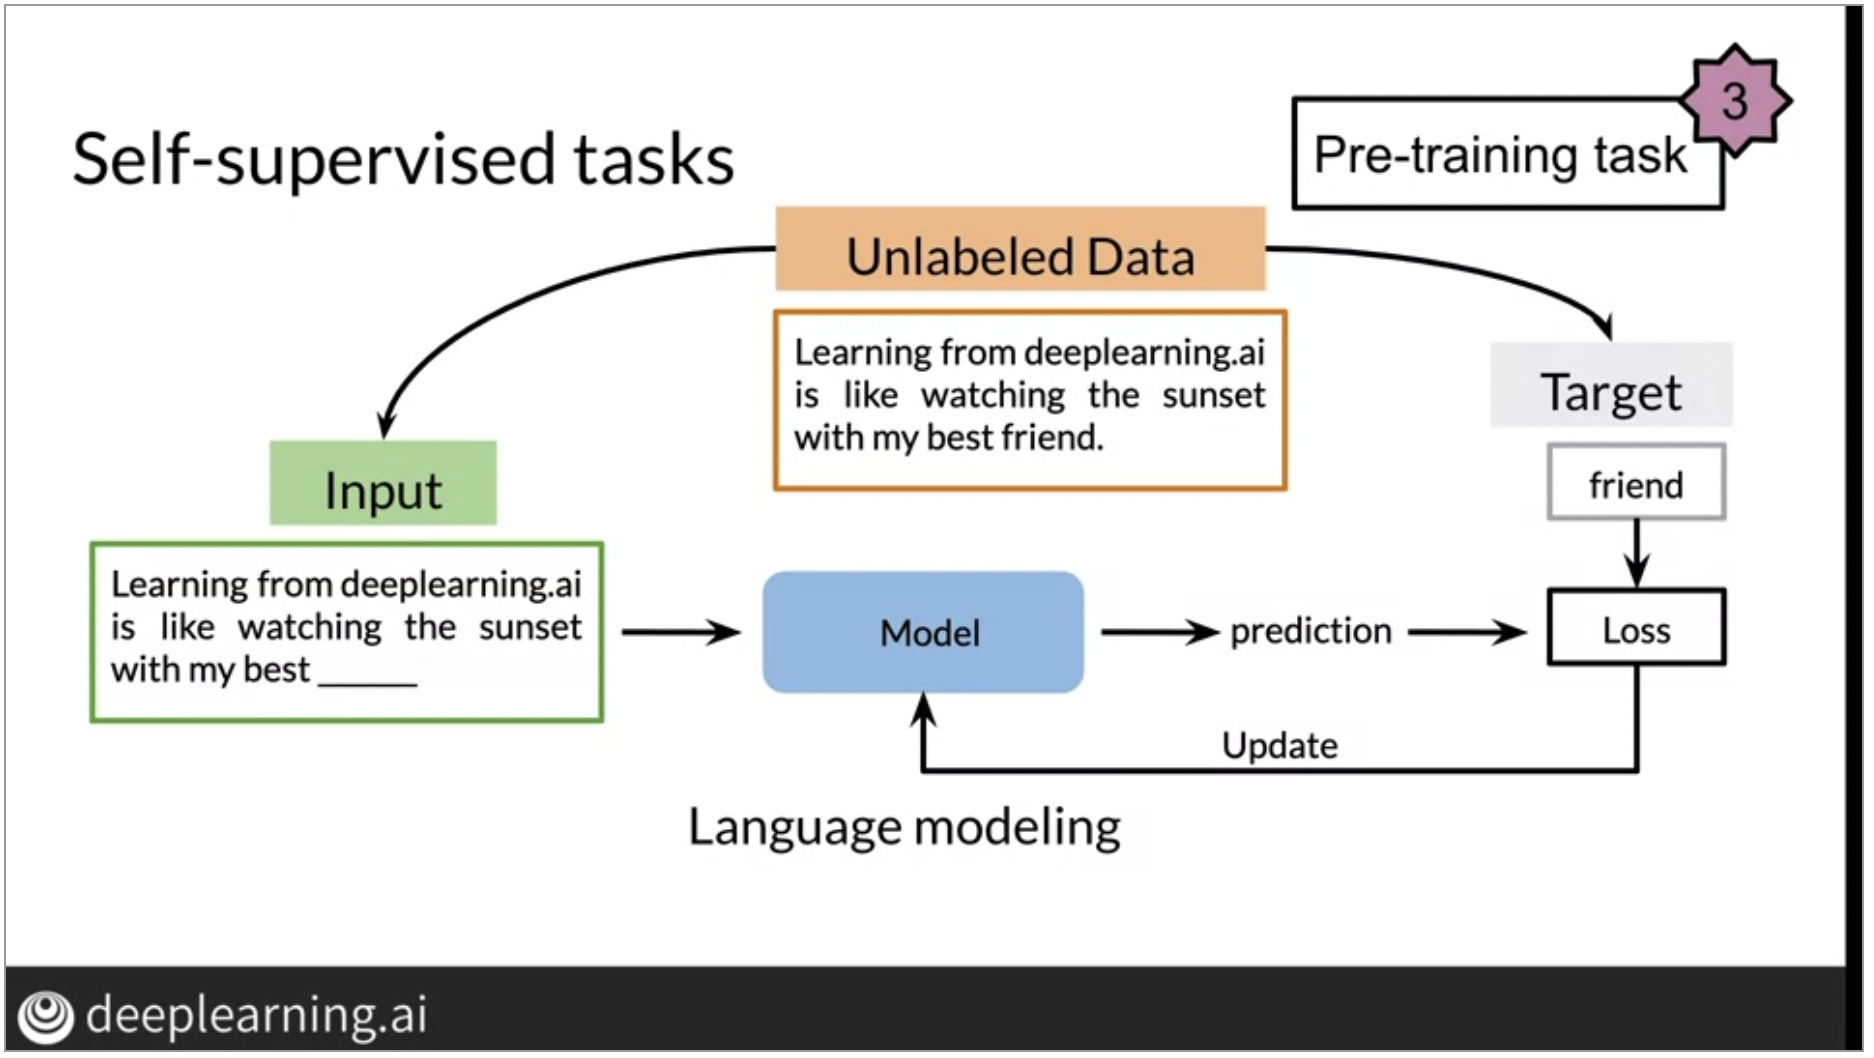 Self-supervised tasks
Pre-training task
3
Unlabeled Data
Learning from deeplearning.ai
is like watching the sunset
with my best friend.
Target
friend
Input
Learning from deeplearning.ai
is like watching the sunset
with my best ______
Model
prediction
Loss
Update
Language modeling
deeplearning.ai